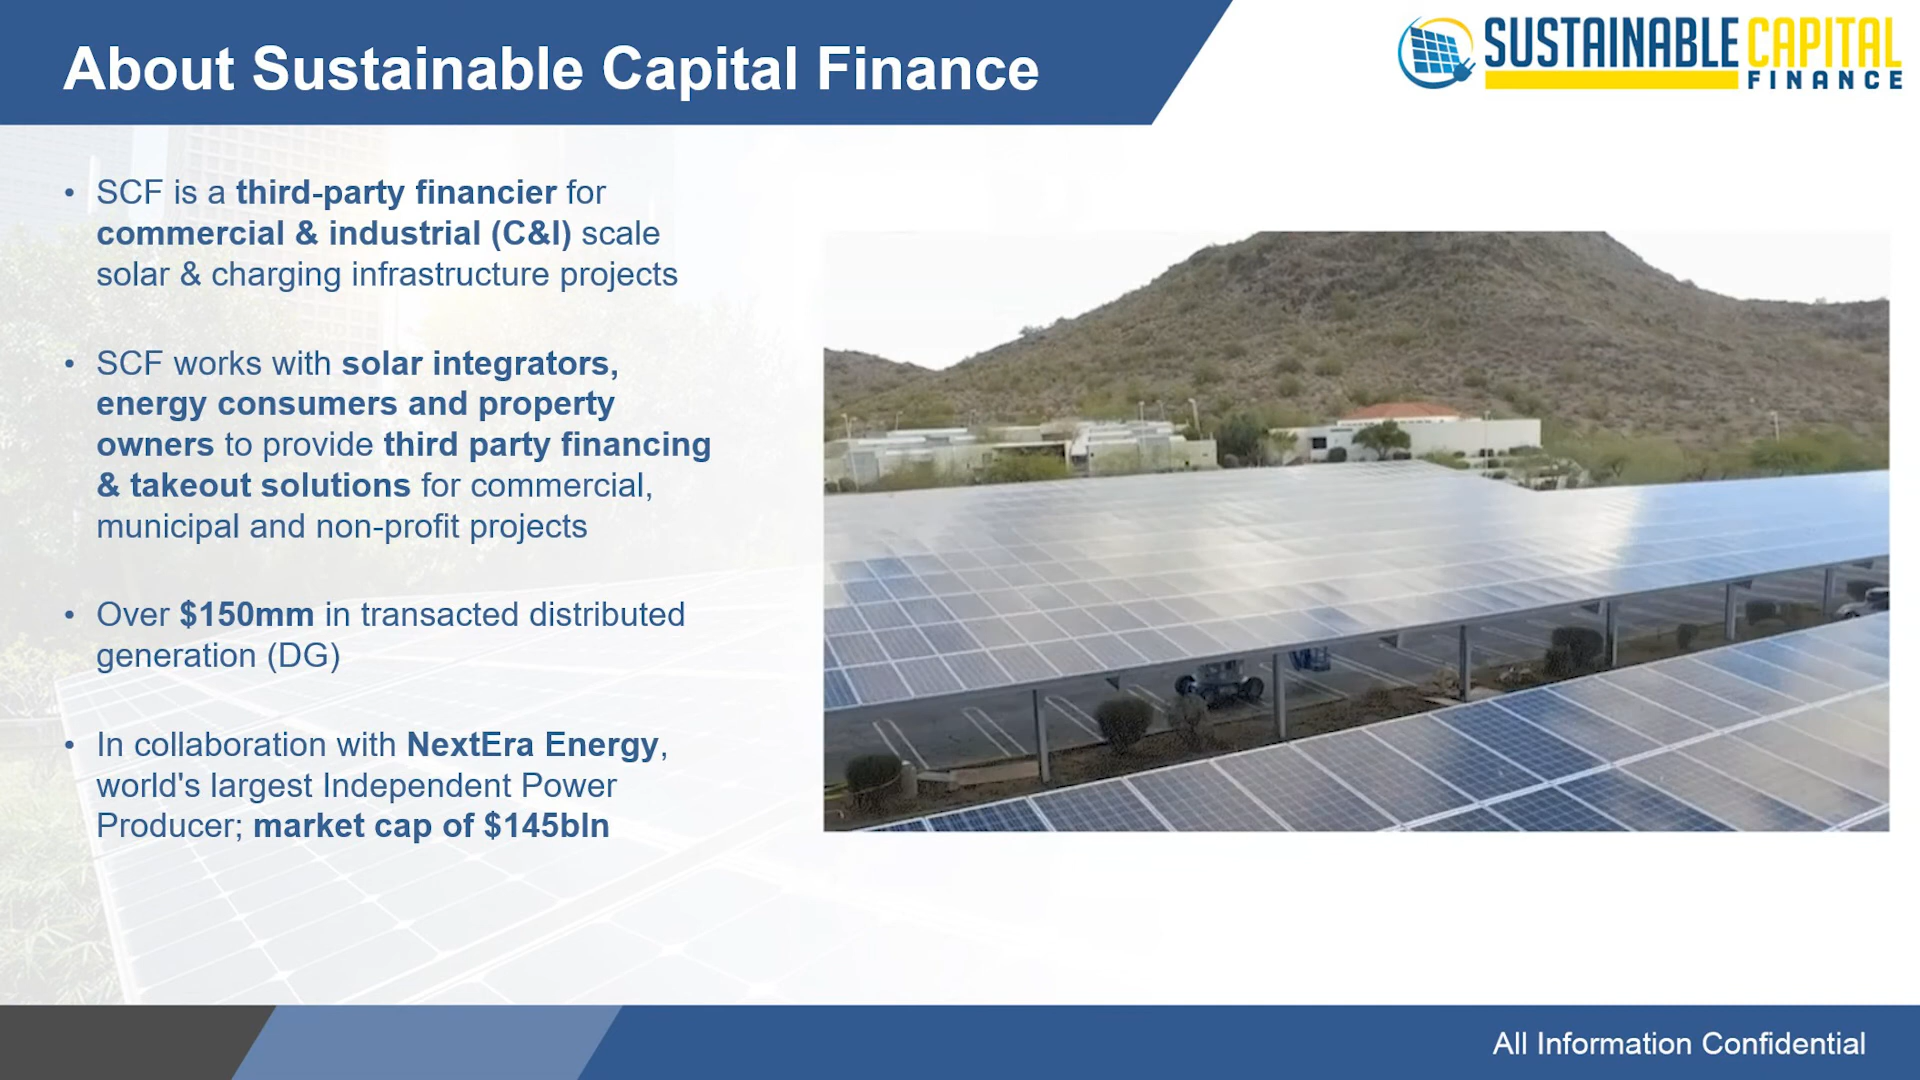 About Sustainable Capital Finance
SUSTAINABLE CAPITAL
FINANCE
• SCF is a third-party financier for
commercial & industrial (C&I) scale
solar & charging infrastructure projects
• SCF works with solar integrators,
energy consumers and property
owners to provide third party financing
& takeout solutions for commercial,
municipal and non-profit projects
• Over $150mm in transacted distributed
generation (DG)
• In collaboration with NextEra Energy,
world's largest Independent Power
Producer; market cap of $145bln
All Information Confidential